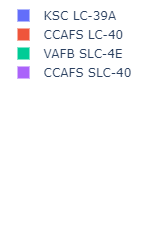 KSC LC-39A
CCAFS LC-40
VAFB SLC-4E
CCAFS SLC-40